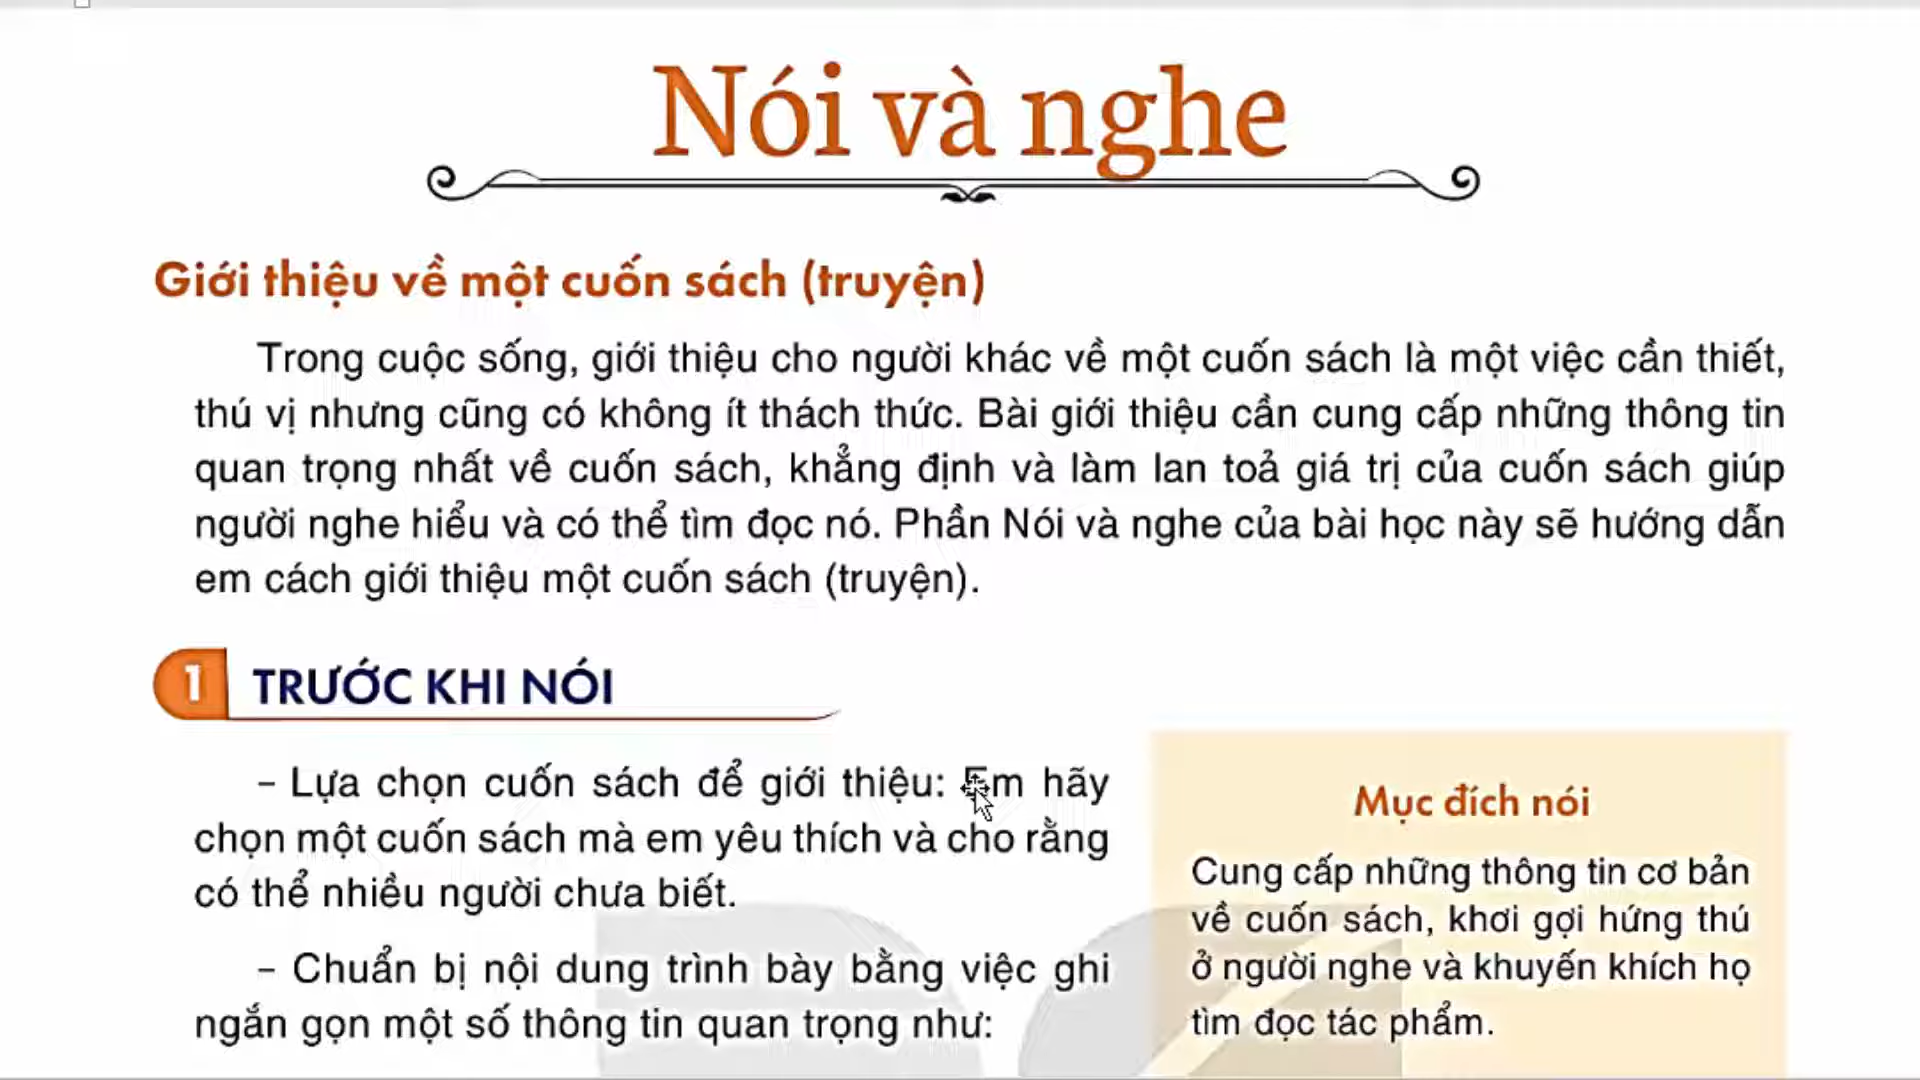 Nói và nghe
Giới thiệu về một cuốn sách (truyện)
Trong cuộc sống, giới thiệu cho người khác về một cuốn sách là một việc cần thiết,
thú vị nhưng cũng có không ít thách thức. Bài giới thiệu cần cung cấp những thông tin
quan trọng nhất về cuốn sách, khẳng định và làm lan toả giá trị của cuốn sách giúp
người nghe hiểu và có thể tìm đọc nó. Phần Nói và nghe của bài học này sẽ hướng dẫn
em cách giới thiệu một cuốn sách (truyện).
1 TRƯỚC KHI NÓI
– Lựa chọn cuốn sách để giới thiệu: Em hãy
chọn một cuốn sách mà em yêu thích và cho rằng
có thể nhiều người chưa biết.
– Chuẩn bị nội dung trình bày bằng việc ghi
ngắn gọn một số thông tin quan trọng như:
Mục đích nói
Cung cấp những thông tin cơ bản
về cuốn sách, khơi gợi hứng thú
ở người nghe và khuyến khích họ
tìm đọc tác phẩm.